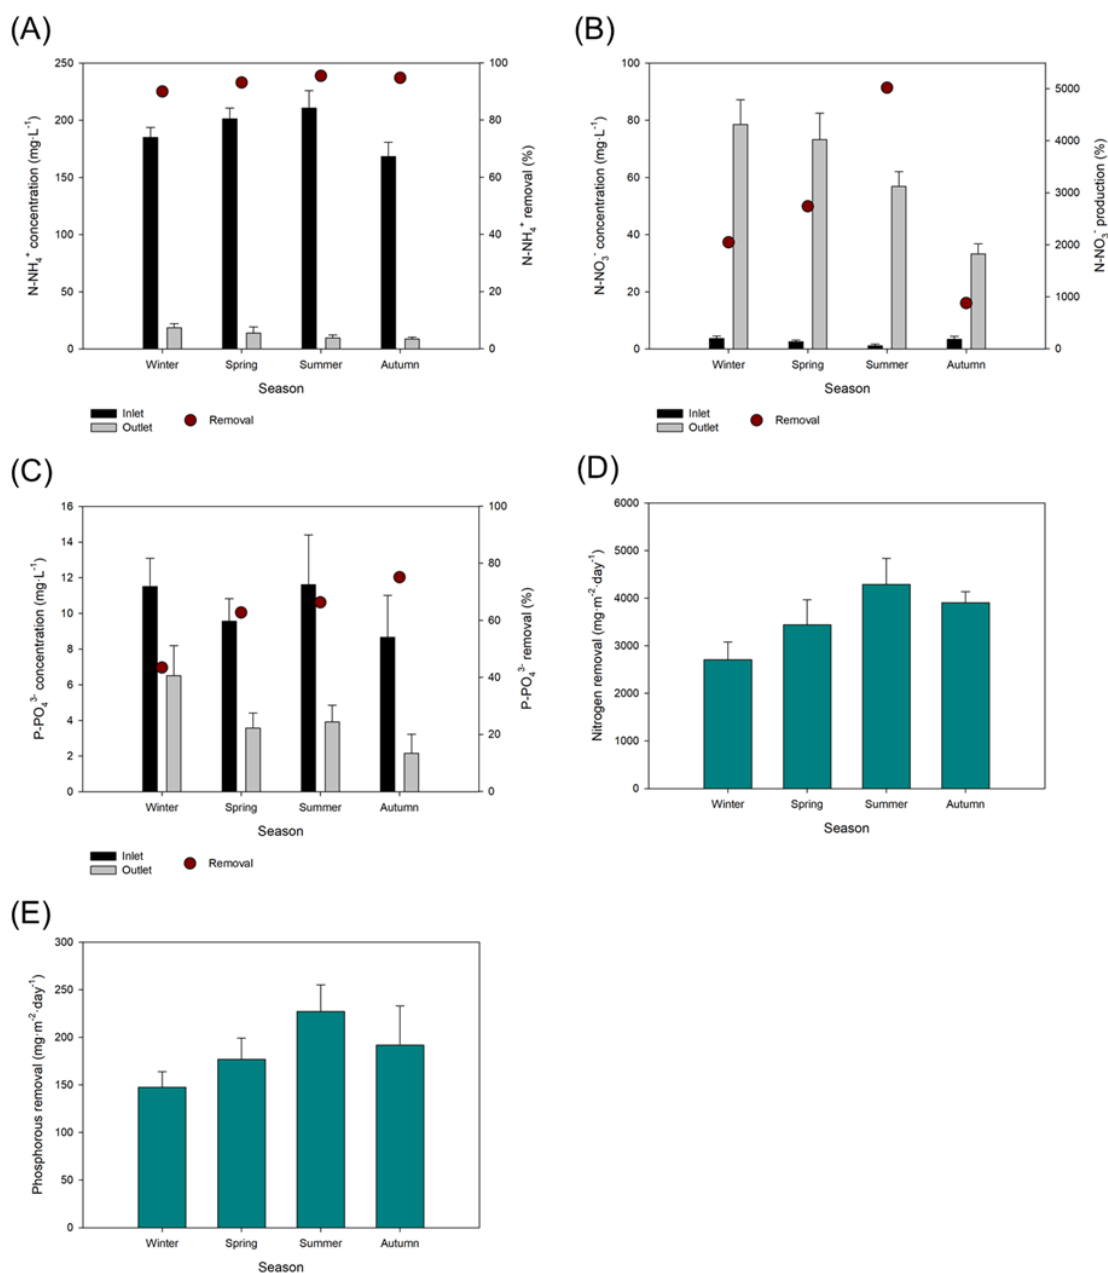 (A)
N-NH₄⁺ concentration (mg·L⁻¹)
250
200
150
100
50
0
100
80
60
40
20
0
N-NH₄⁺ removal (%)
Winter Spring Summer Autumn
Season
Inlet
Outlet
Removal
(B)
N-NO₃⁻ concentration (mg·L⁻¹)
100
80
60
40
20
0
5000
4000
3000
2000
1000
0
N-NO₃⁻ production (%)
Winter Spring Summer Autumn
Season
Inlet
Outlet
Removal
(C)
P-PO₄³⁻ concentration (mg·L⁻¹)
16
14
12
10
8
6
4
2
0
100
80
60
40
20
0
P-PO₄³⁻ removal (%)
Winter Spring Summer Autumn
Season
Inlet
Outlet
Removal
(D)
Nitrogen removal (mg·m⁻²·day⁻¹)
6000
5000
4000
3000
2000
1000
0
Winter Spring Summer Autumn
Season
(E)
Phosphorous removal (mg·m⁻²·day⁻¹)
300
250
200
150
100
50
0
Winter Spring Summer Autumn
Season